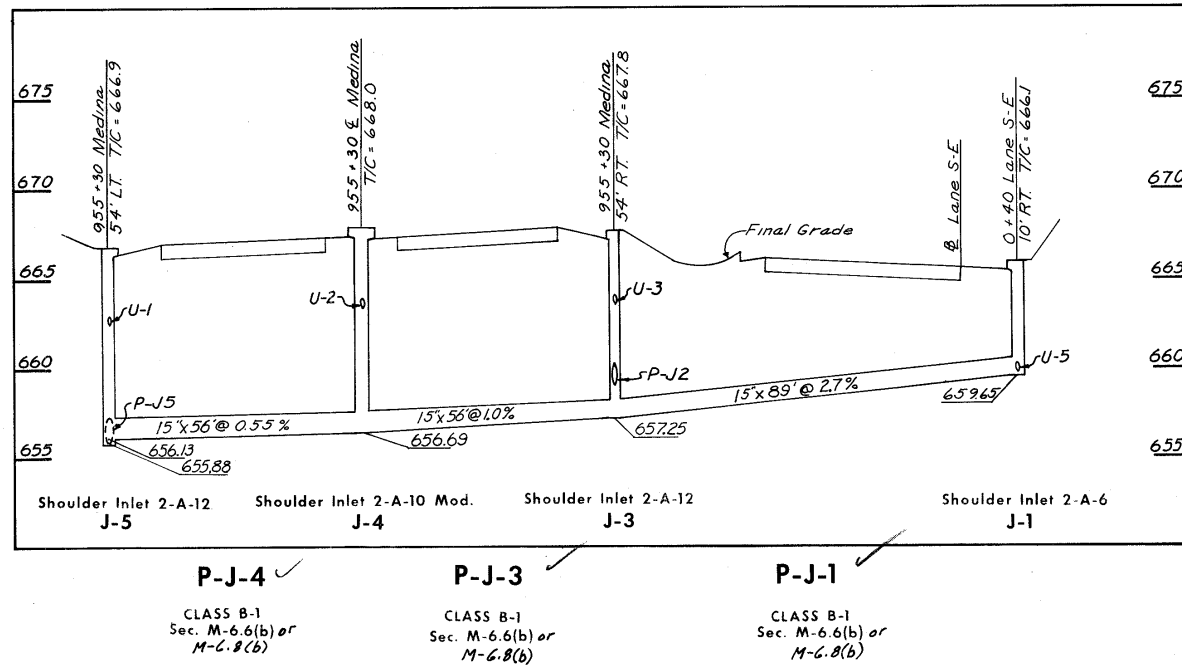 955+30 Medina
54' LT. T/C = 666.9
955+30 ℄ Medina
T/C = 668.0
955+30 Medina
54' RT. T/C = 667.8
℄ Lane S-E
0+40 Lane S-E
10' RT. T/C = 666.1
675
675
670
670
Final Grade
665
665
U-1
U-2
U-3
660
660
P-J2
U-5
P-J5
15"x56'@ 0.55 %
15"x56'@1.0%
15"x89'@ 2.7%
659.65
656.69
657.25
655
655
656.13
655.88
Shoulder Inlet 2-A-12
J-5
Shoulder Inlet 2-A-10 Mod.
J-4
Shoulder Inlet 2-A-12
J-3
Shoulder Inlet 2-A-6
J-1
P-J-4
CLASS B-1
Sec. M-6.6(b) or
M-6.8(b)
P-J-3
CLASS B-1
Sec. M-6.6(b) or
M-6.8(b)
P-J-1
CLASS B-1
Sec. M-6.6(b) or
M-6.8(b)